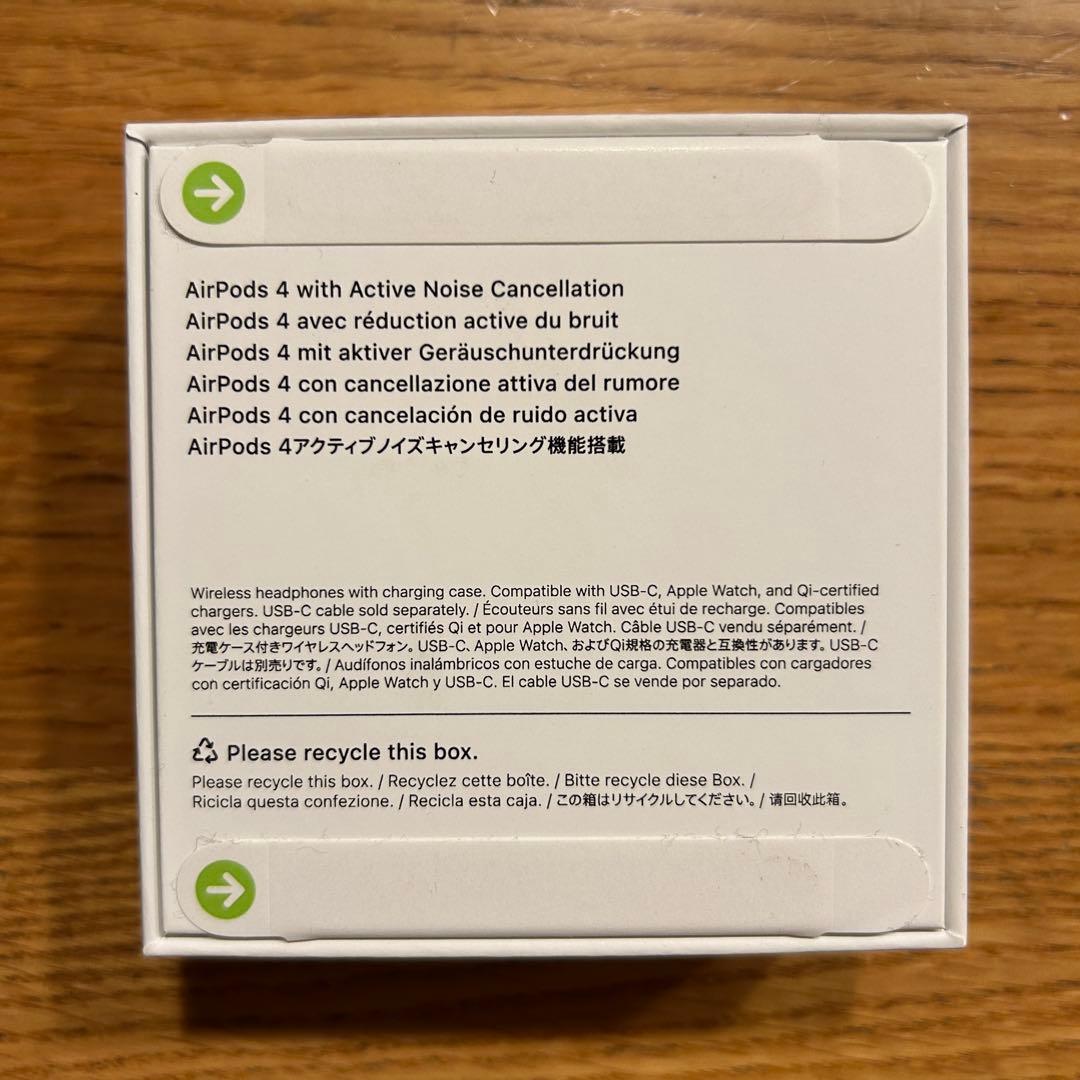 AirPods 4 with Active Noise Cancellation
AirPods 4 avec réduction active du bruit
AirPods 4 mit aktiver Geräuschunterdrückung
AirPods 4 con cancellazione attiva del rumore
AirPods 4 con cancelación de ruido activa
AirPods 4アクティブノイズキャンセリング機能搭載
Wireless headphones with charging case. Compatible with USB-C, Apple Watch, and Qi-certified
chargers. USB-C cable sold separately. / Écouteurs sans fil avec étui de recharge. Compatibles
avec les chargeurs USB-C, certifiés Qi et pour Apple Watch. Câble USB-C vendu séparément. /
充電ケース付きワイヤレスヘッドフォン。USB-C、Apple Watch、およびQi規格の充電器と互換性があります。USB-C
ケーブルは別売りです。/ Audífonos inalámbricos con estuche de carga. Compatibles con cargadores
con certificación Qi, Apple Watch y USB-C. El cable USB-C se vende por separado.
Please recycle this box.
Please recycle this box. / Recyclez cette boîte. / Bitte recycle diese Box. /
Ricicla questa confezione. / Recicla esta caja. / この箱はリサイクルしてください。/ 请回收此箱。